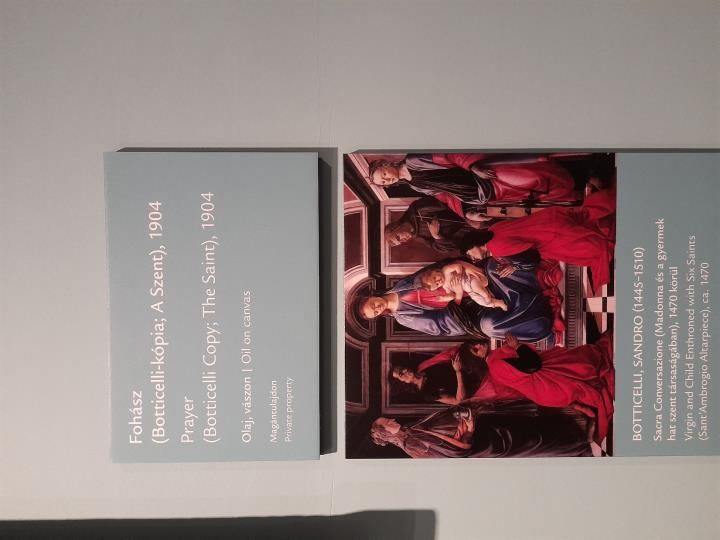 Fohász
(Botticelli-kópia; A Szent), 1904
Prayer
(Botticelli Copy; The Saint), 1904
Olaj, vászon | Oil on canvas
Magántulajdon
Private property
BOTTICELLI, SANDRO (1445–1510)
Sacra Conversazione (Madonna és a gyermek
hat szent társaságában), 1470 körül
Virgin and Child Enthroned with Six Saints
(Sant'Ambrogio Altarpiece), ca. 1470